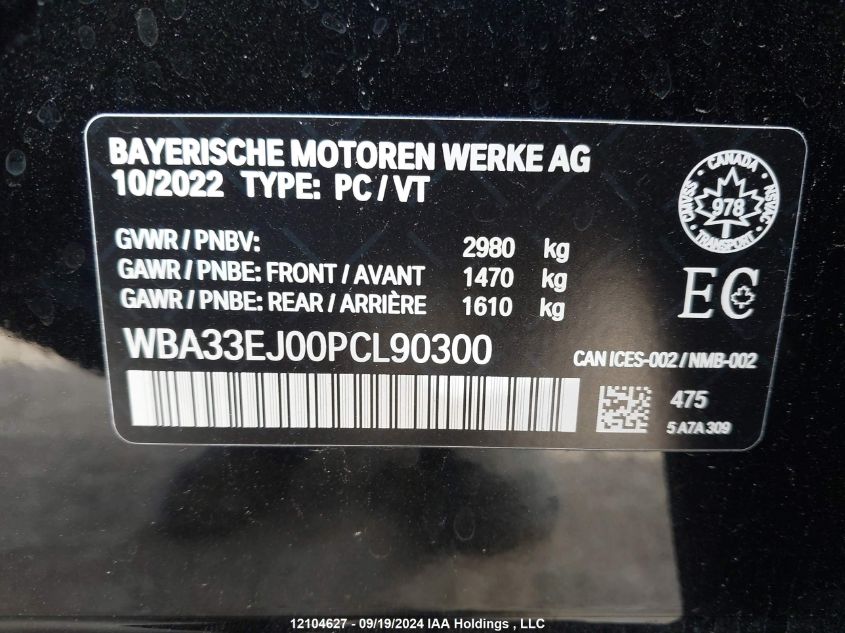 BAYERISCHE MOTOREN WERKE AG
10/2022 TYPE: PC / VT
CANADA
CMVSS NSVAC
978
TRANSPORT
GVWR / PNBV: 2980 kg
GAWR / PNBE: FRONT / AVANT 1470 kg
GAWR / PNBE: REAR / ARRIÈRE 1610 kg
EC
WBA33EJ00PCL90300
CAN ICES-002 / NMB-002
475
5 A7A 309
12104627 - 09/19/2024 IAA Holdings , LLC